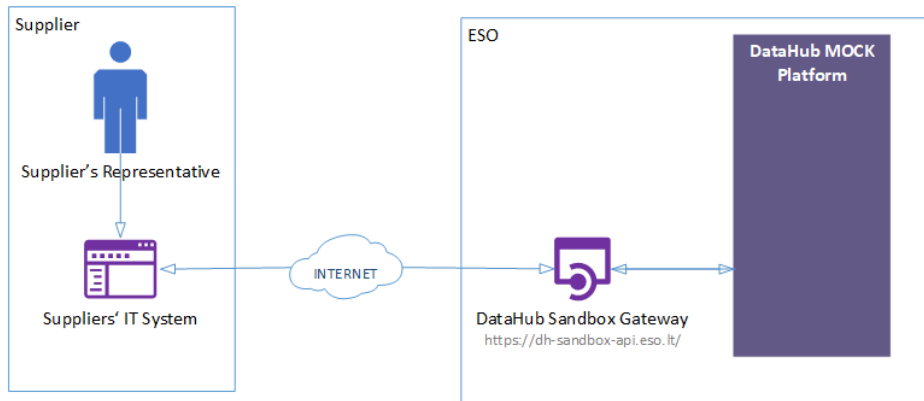 Supplier
Supplier's Representative
Suppliers‘ IT System
INTERNET
ESO
DataHub Sandbox Gateway
https://dh-sandbox-api.eso.lt/
DataHub MOCK
Platform